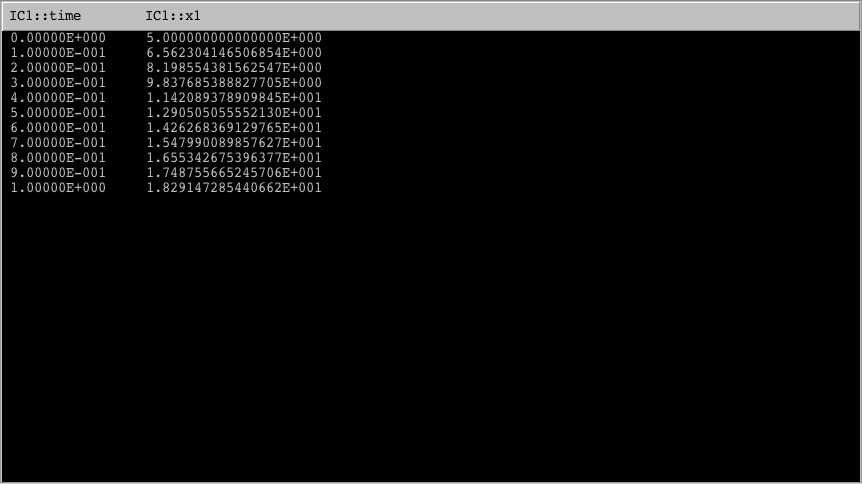 IC1::time IC1::x1
0.00000E+000 5.000000000000000E+000
1.00000E-001 6.562304146506854E+000
2.00000E-001 8.198554381562547E+000
3.00000E-001 9.837685388827705E+000
4.00000E-001 1.142089378909845E+001
5.00000E-001 1.290505055552130E+001
6.00000E-001 1.426268369129765E+001
7.00000E-001 1.547990089857627E+001
8.00000E-001 1.655342675396377E+001
9.00000E-001 1.748755665245706E+001
1.00000E+000 1.829147285440662E+001